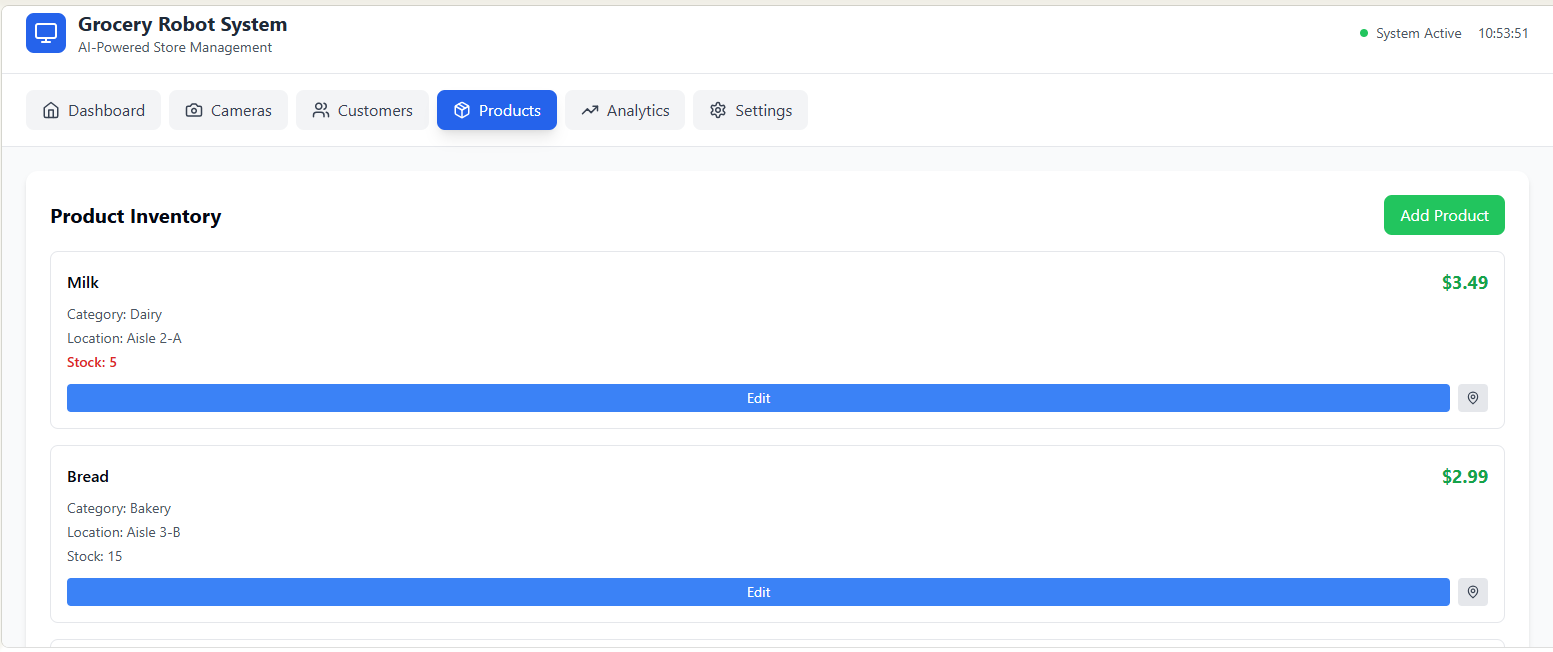 Grocery Robot System
AI-Powered Store Management
System Active 10:53:51
Dashboard Cameras Customers Products Analytics Settings
Product Inventory
Add Product
Milk $3.49
Category: Dairy
Location: Aisle 2-A
Stock: 5
Edit
Bread $2.99
Category: Bakery
Location: Aisle 3-B
Stock: 15
Edit